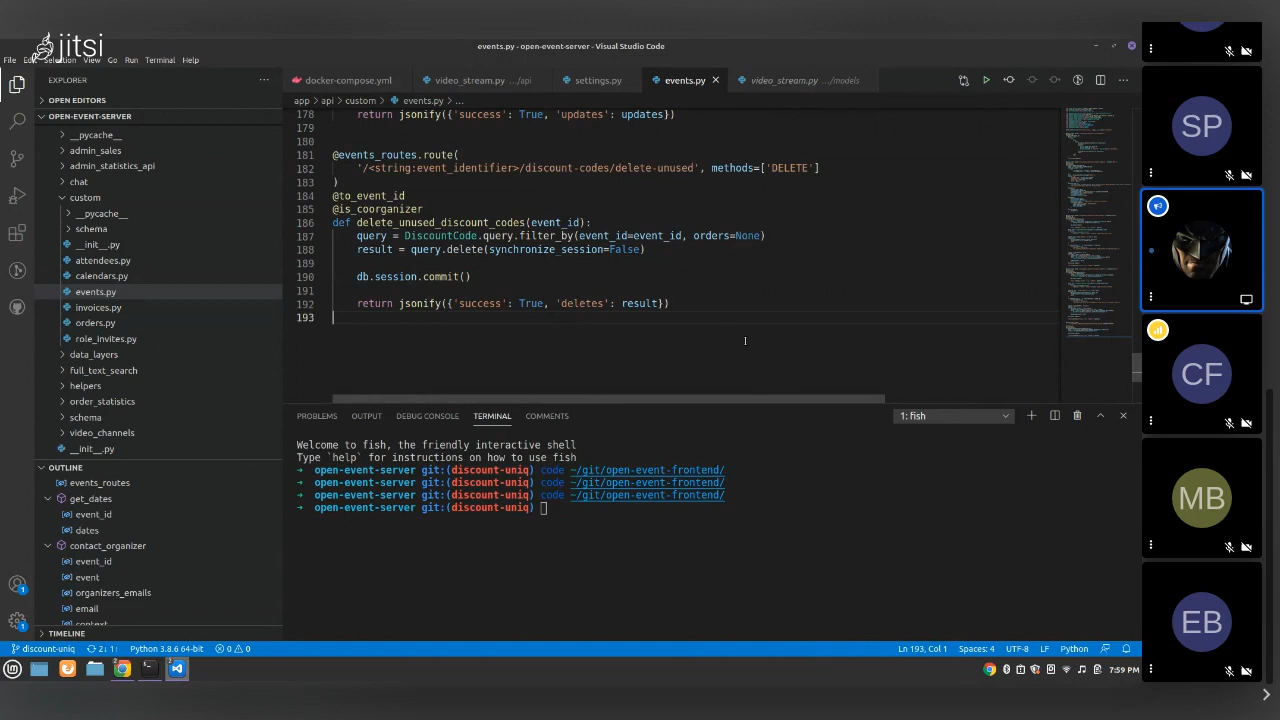 jitsi
events.py - open-event-server - Visual Studio Code
File Edit Selection View Go Run Terminal Help
EXPLORER
docker-compose.yml
video_stream.py .../api
settings.py
events.py
video_stream.py .../models
OPEN EDITORS
OPEN-EVENT-SERVER
app > api > custom > events.py > ...
__pycache__
admin_sales
admin_statistics_api
chat
custom
__pycache__
schema
__init__.py
attendees.py
calendars.py
events.py
invoices.py
orders.py
role_invites.py
data_layers
full_text_search
helpers
order_statistics
schema
video_channels
__init__.py
OUTLINE
events_routes
get_dates
event_id
dates
contact_organizer
event_id
event
organizers_emails
email
context
TIMELINE
178 return jsonify({'success': True, 'updates': updates})
179
180
181 @events_routes.route(
182 '/<string:event_identifier>/discount-codes/delete-unused', methods=['DELETE']
183 )
184 @to_event_id
185 @is_coorganizer
186 def delete_unused_discount_codes(event_id):
187 query = DiscountCode.query.filter_by(event_id=event_id, orders=None)
188 result = query.delete(synchronize_session=False)
189
190 db.session.commit()
191
192 return jsonify({'success': True, 'deletes': result})
193
PROBLEMS OUTPUT DEBUG CONSOLE TERMINAL COMMENTS
1: fish
Welcome to fish, the friendly interactive shell
Type `help` for instructions on how to use fish
➜ open-event-server git:(discount-uniq) code ~/git/open-event-frontend/
➜ open-event-server git:(discount-uniq) code ~/git/open-event-frontend/
➜ open-event-server git:(discount-uniq) code ~/git/open-event-frontend/
➜ open-event-server git:(discount-uniq)
1
1
discount-uniq 2↓ 1↑ Python 3.8.6 64-bit 0 0 Ln 193, Col 1 Spaces: 4 UTF-8 LF Python
7:59 PM
SP
CF
MB
EB